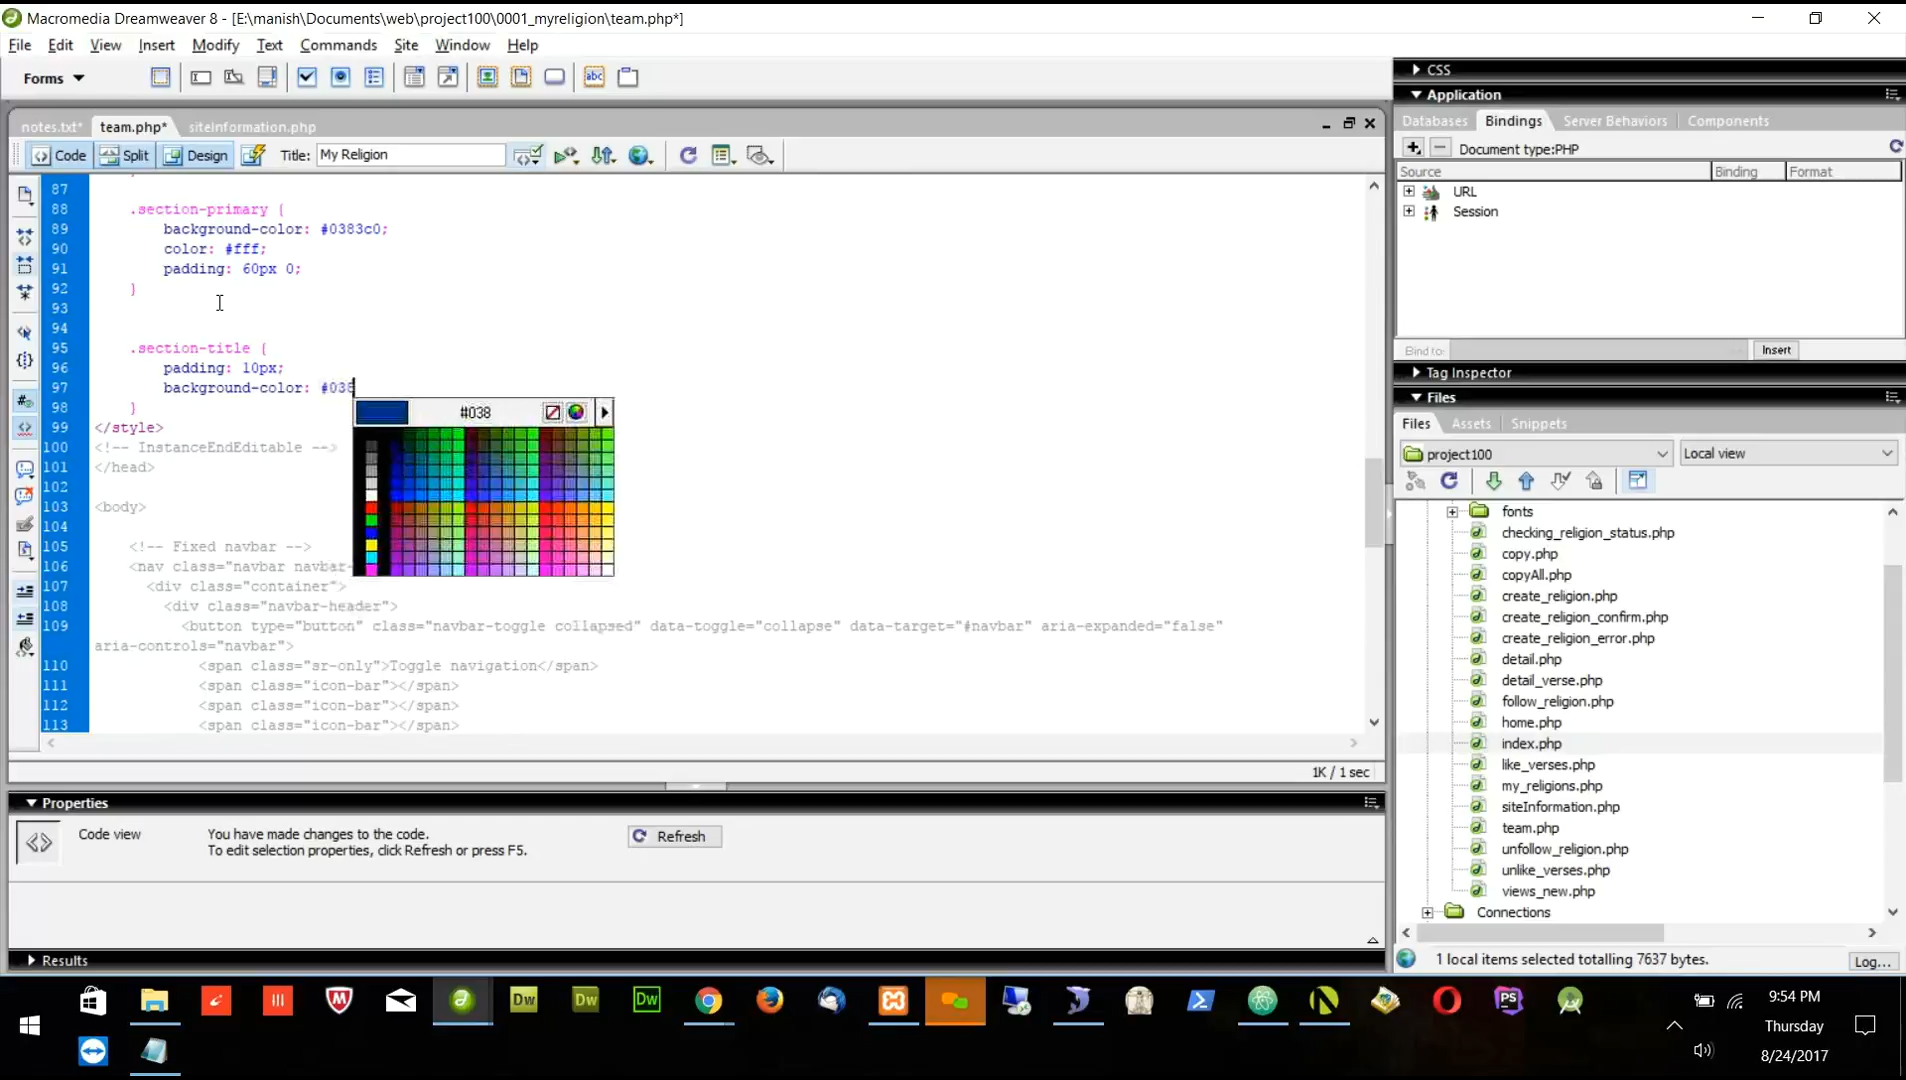 Macromedia Dreamweaver 8 - [E:\manish\Documents\web\project100\0001_myreligion\team.php*]
File Edit View Insert Modify Text Commands Site Window Help
Forms
abc
notes.txt* team.php* siteInformation.php
Code Split Design Title: My Religion
87
88 .section-primary {
89 background-color: #0383c0;
90 color: #fff;
91 padding: 60px 0;
92 }
93
94
95 .section-title {
96 padding: 10px;
97 background-color: #038
98 }
99 </style>
100 <!-- InstanceEndEditable -->
101 </head>
102
103 <body>
104
105 <!-- Fixed navbar -->
106 <nav class="navbar navbar-
107 <div class="container">
108 <div class="navbar-header">
109 <button type="button" class="navbar-toggle collapsed" data-toggle="collapse" data-target="#navbar" aria-expanded="false"
aria-controls="navbar">
110 <span class="sr-only">Toggle navigation</span>
111 <span class="icon-bar"></span>
112 <span class="icon-bar"></span>
113 <span class="icon-bar"></span>
#038
1K / 1 sec
Properties
Code view
You have made changes to the code.
To edit selection properties, click Refresh or press F5.
Refresh
Results
CSS
Application
Databases Bindings Server Behaviors Components
Document type:PHP
Source Binding Format
URL
Session
Bind to: Insert
Tag Inspector
Files
Files Assets Snippets
project100 Local view
fonts
checking_religion_status.php
copy.php
copyAll.php
create_religion.php
create_religion_confirm.php
create_religion_error.php
detail.php
detail_verse.php
follow_religion.php
home.php
index.php
like_verses.php
my_religions.php
siteInformation.php
team.php
unfollow_religion.php
unlike_verses.php
views_new.php
Connections
1 local items selected totalling 7637 bytes.
Log...
Dw Dw Dw
PS
9:54 PM
Thursday
8/24/2017